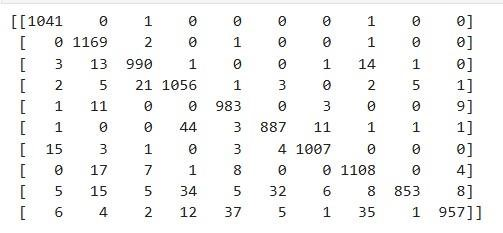 [[1041 0 1 0 0 0 0 1 0 0]
[ 0 1169 2 0 1 0 0 1 0 0]
[ 3 13 990 1 0 0 1 14 1 0]
[ 2 5 21 1056 1 3 0 2 5 1]
[ 1 11 0 0 983 0 3 0 0 9]
[ 1 0 0 44 3 887 11 1 1 1]
[ 15 3 1 0 3 4 1007 0 0 0]
[ 0 17 7 1 8 0 0 1108 0 4]
[ 5 15 5 34 5 32 6 8 853 8]
[ 6 4 2 12 37 5 1 35 1 957]]